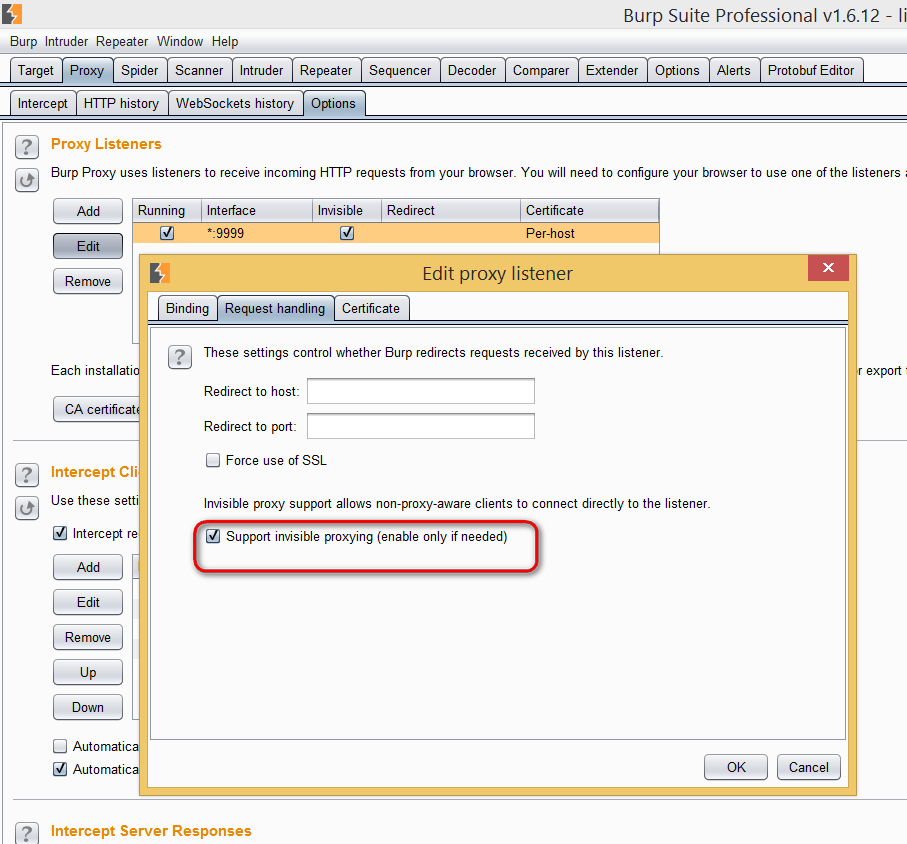 Burp Suite Professional v1.6.12 - li
Burp Intruder Repeater Window Help
Target Proxy Spider Scanner Intruder Repeater Sequencer Decoder Comparer Extender Options Alerts Protobuf Editor
Intercept HTTP history WebSockets history Options
? Proxy Listeners
Burp Proxy uses listeners to receive incoming HTTP requests from your browser. You will need to configure your browser to use one of the listeners a
Add
Running Interface Invisible Redirect Certificate
*:9999 Per-host
Edit
Remove
Edit proxy listener
Binding Request handling Certificate
? These settings control whether Burp redirects requests received by this listener.
Redirect to host:
Redirect to port:
Force use of SSL
Invisible proxy support allows non-proxy-aware clients to connect directly to the listener.
Support invisible proxying (enable only if needed)
OK Cancel
Each installatio
r export t
CA certificate
? Intercept Cli
Use these setti
Intercept re
Add
Edit
Remove
Up
Down
Automatica
Automatica
? Intercept Server Responses